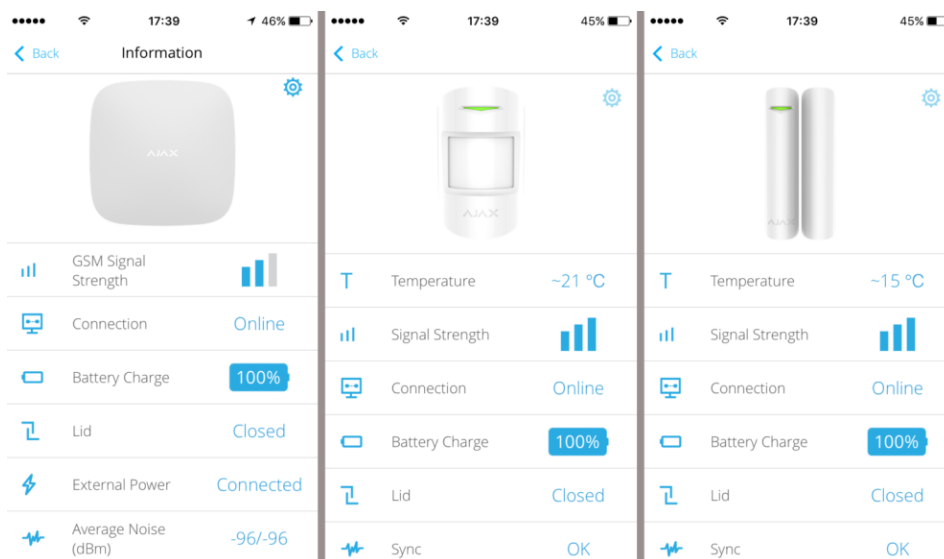 17:39
46%
Back
Information
AJAX
GSM Signal
Strength
Connection
Online
Battery Charge
100%
Lid
Closed
External Power
Connected
Average Noise
(dBm)
-96/-96
17:39
45%
Back
AJAX
T
Temperature
~21 °C
Signal Strength
Connection
Online
Battery Charge
100%
Lid
Closed
Sync
OK
17:39
45%
Back
AJAX
T
Temperature
~15 °C
Signal Strength
Connection
Online
Battery Charge
100%
Lid
Closed
Sync
OK